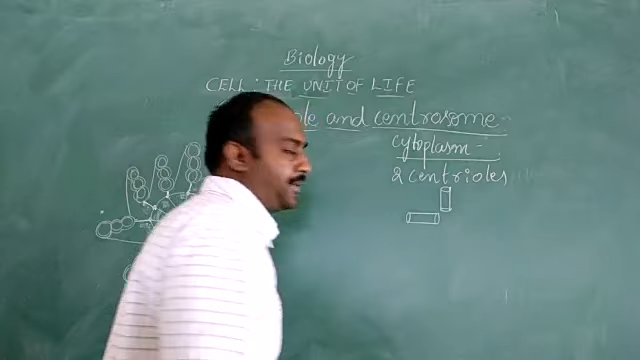 Biology
CELL : THE UNIT OF LIFE
and centrosome
cytoplasm
2 centrioles